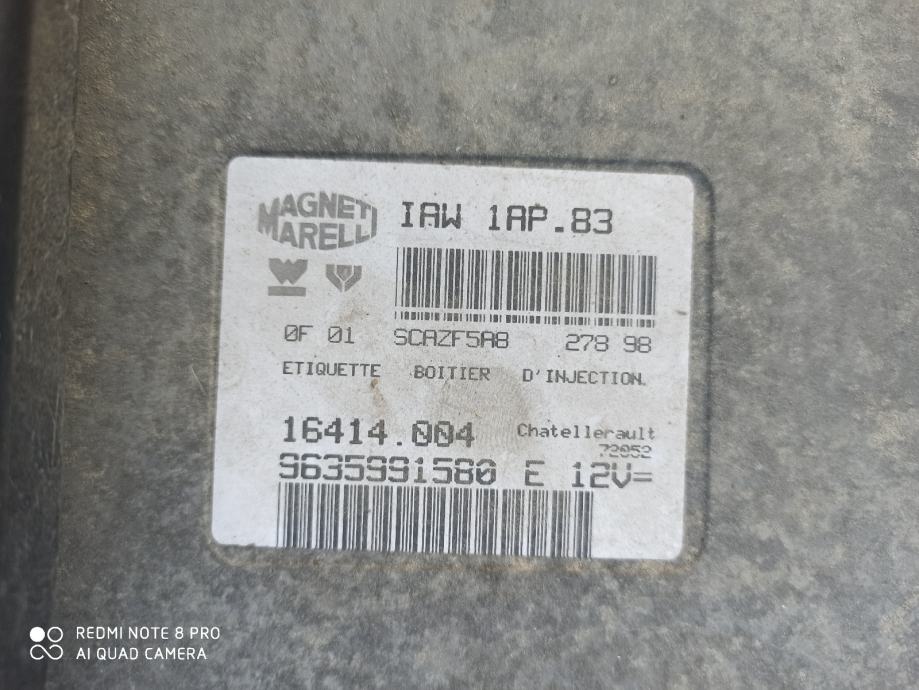 MAGNETI
MARELLI
IAW 1AP.83
0F 01 SCAZF5A8 278 98
ETIQUETTE BOITIER D'INJECTION.
16414.004 Chatellerault
72052
9635991580 E 12V=
REDMI NOTE 8 PRO
AI QUAD CAMERA